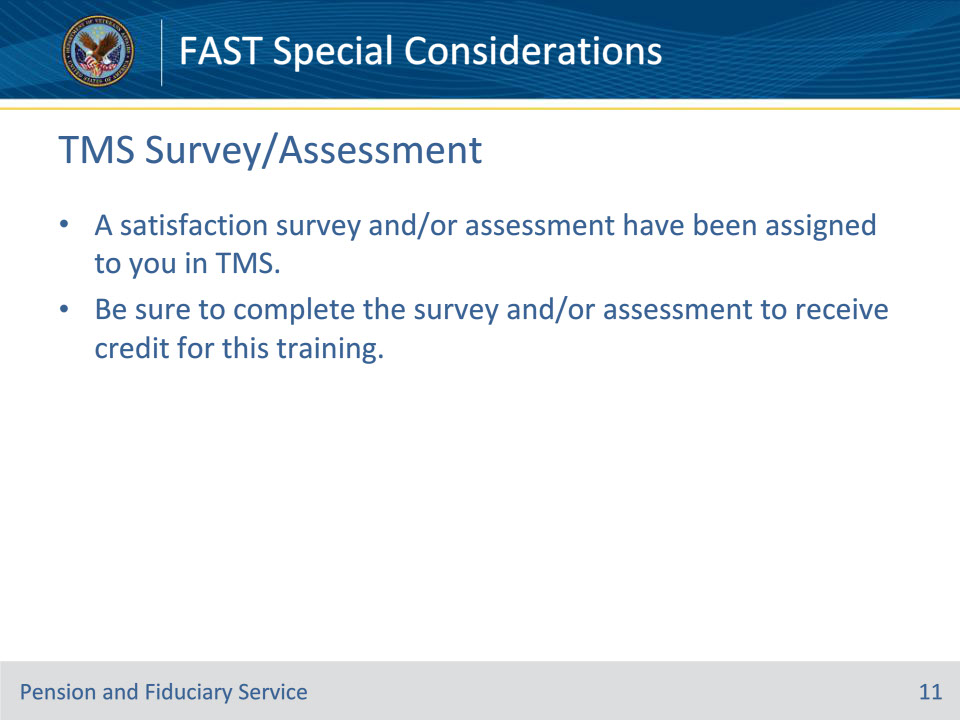 FAST Special Considerations
TMS Survey/Assessment
• A satisfaction survey and/or assessment have been assigned
to you in TMS.
• Be sure to complete the survey and/or assessment to receive
credit for this training.
Pension and Fiduciary Service
11